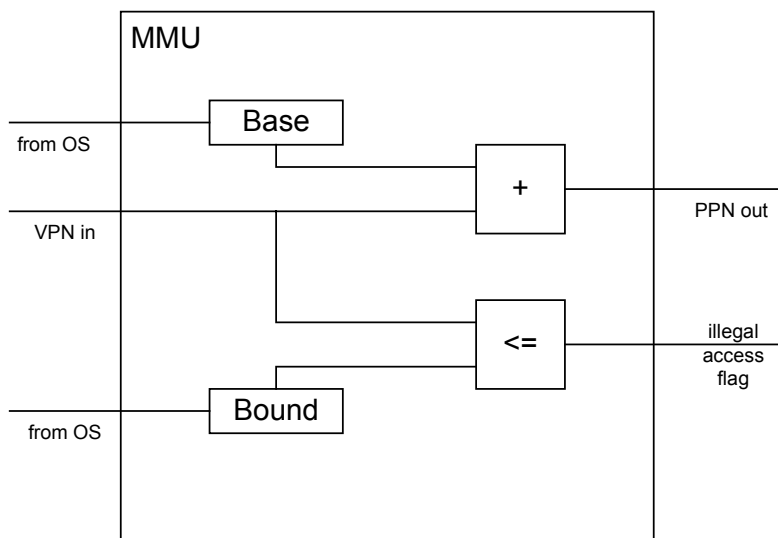 MMU
Base
from OS
+
VPN in
PPN out
<=
illegal
access
flag
Bound
from OS